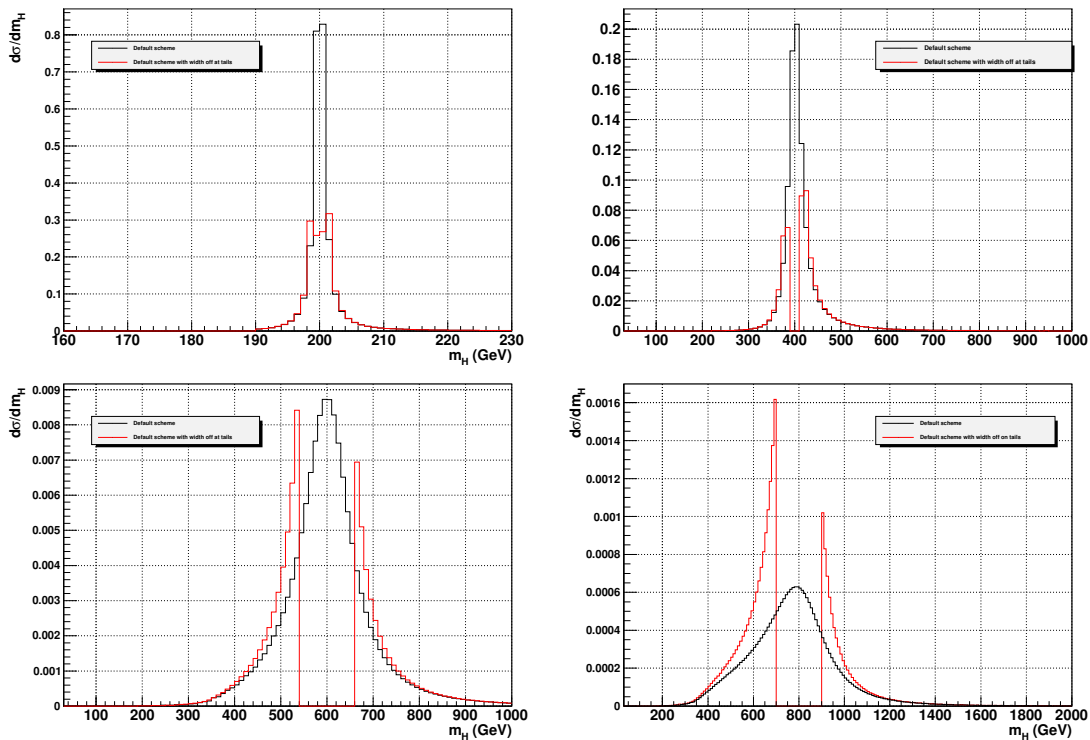 dσ/dm_H
0.8
0.7
0.6
0.5
0.4
0.3
0.2
0.1
0
Default scheme
Default scheme with width off at tails
160 170 180 190 200 210 220 230
m_H (GeV)
dσ/dm_H
0.2
0.18
0.16
0.14
0.12
0.1
0.08
0.06
0.04
0.02
0
Default scheme
Default scheme with width off at tails
100 200 300 400 500 600 700 800 900 1000
m_H (GeV)
dσ/dm_H
0.009
0.008
0.007
0.006
0.005
0.004
0.003
0.002
0.001
0
Default scheme
Default scheme with width off at tails
100 200 300 400 500 600 700 800 900 1000
m_H (GeV)
dσ/dm_H
0.0016
0.0014
0.0012
0.001
0.0008
0.0006
0.0004
0.0002
0
Default scheme
Default scheme with width off on tails
200 400 600 800 1000 1200 1400 1600 1800 2000
m_H (GeV)